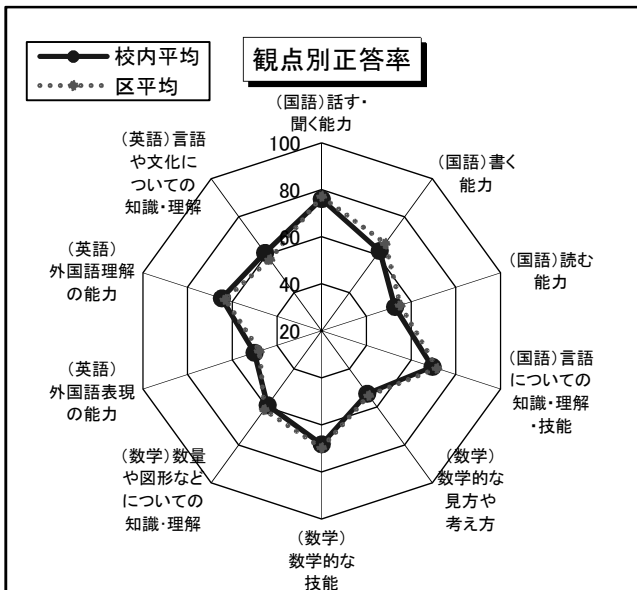 校内平均
区平均
観点別正答率
(国語)話す・
聞く能力
(国語)書く
能力
(国語)読む
能力
(国語)言語
についての
知識・理解
・技能
(数学)
数学的な
見方や
考え方
(数学)
数学的な
技能
(数学)数量
や図形など
についての
知識・理解
(英語)
外国語表現
の能力
(英語)
外国語理解
の能力
(英語)言語
や文化に
ついての
知識・理解
100
80
60
40
20